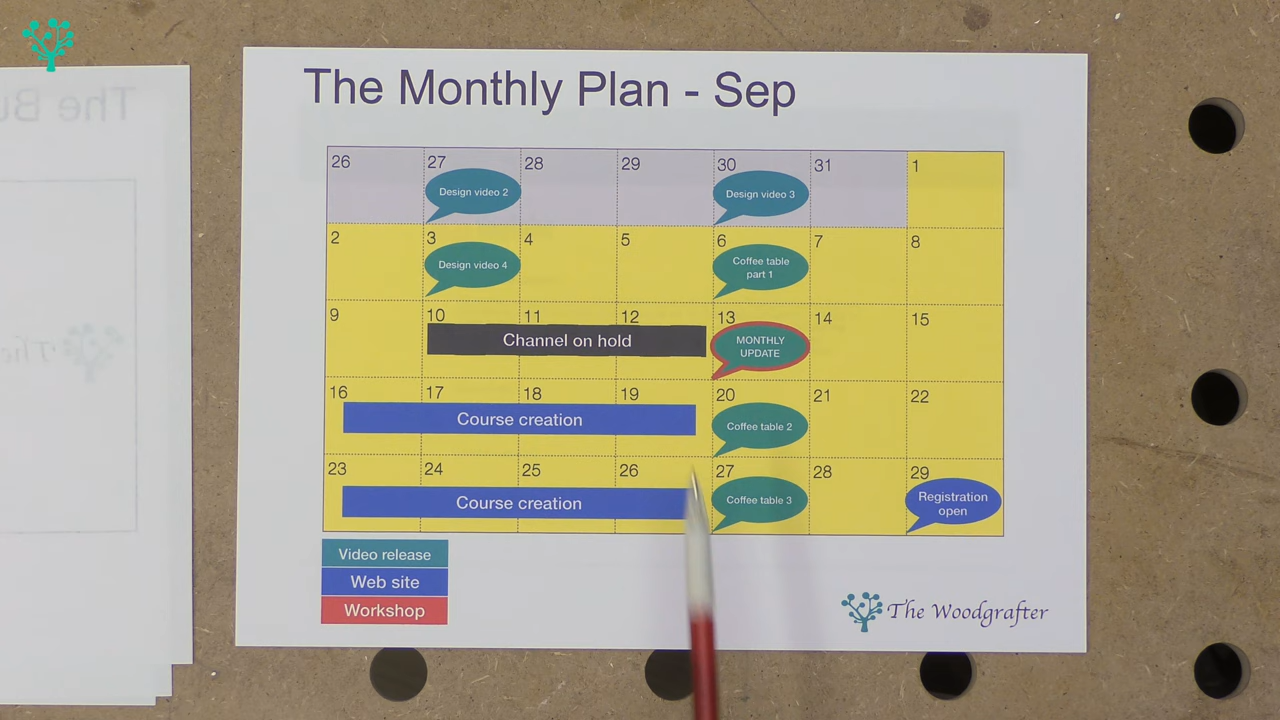 The Monthly Plan - Sep
The Bu
26 27 28 29 30 31 1
Design video 2
Design video 3
2 3 4 5 6 7 8
Design video 4
Coffee table
part 1
9 10 11 12 13 14 15
Channel on hold
MONTHLY
UPDATE
16 17 18 19 20 21 22
Course creation
Coffee table 2
23 24 25 26 27 28 29
Course creation
Coffee table 3
Registration
open
Video release
Web site
Workshop
The Woodgrafter
The